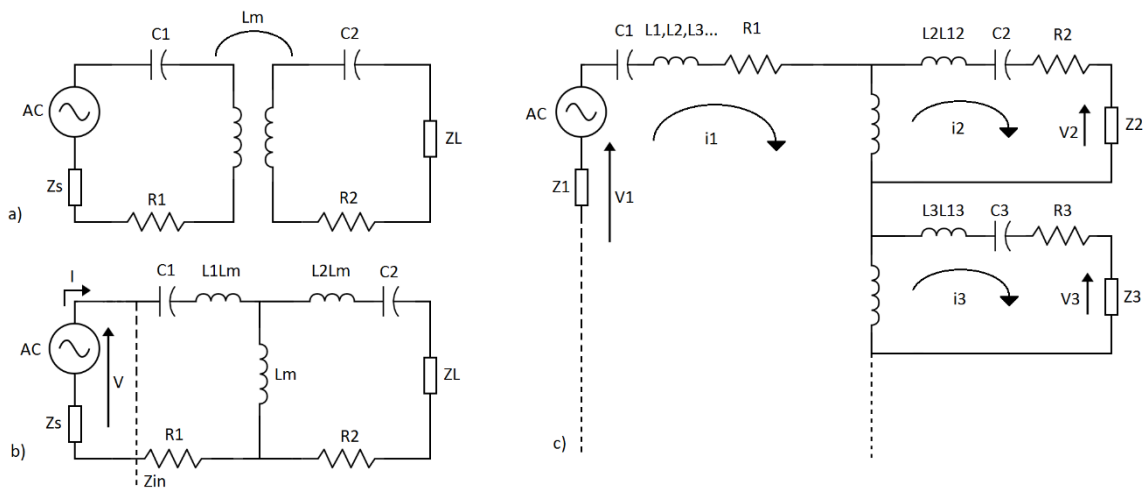 Lm
C1
C2
AC
ZL
Zs
R1
R2
a)
I
C1
L1Lm
L2Lm
C2
AC
V
Lm
ZL
Zs
R1
R2
b)
Zin
C1
L1,L2,L3...
R1
L2L12
C2
R2
AC
i1
i2
V2
Z2
Z1
V1
L3L13
C3
R3
i3
V3
Z3
c)